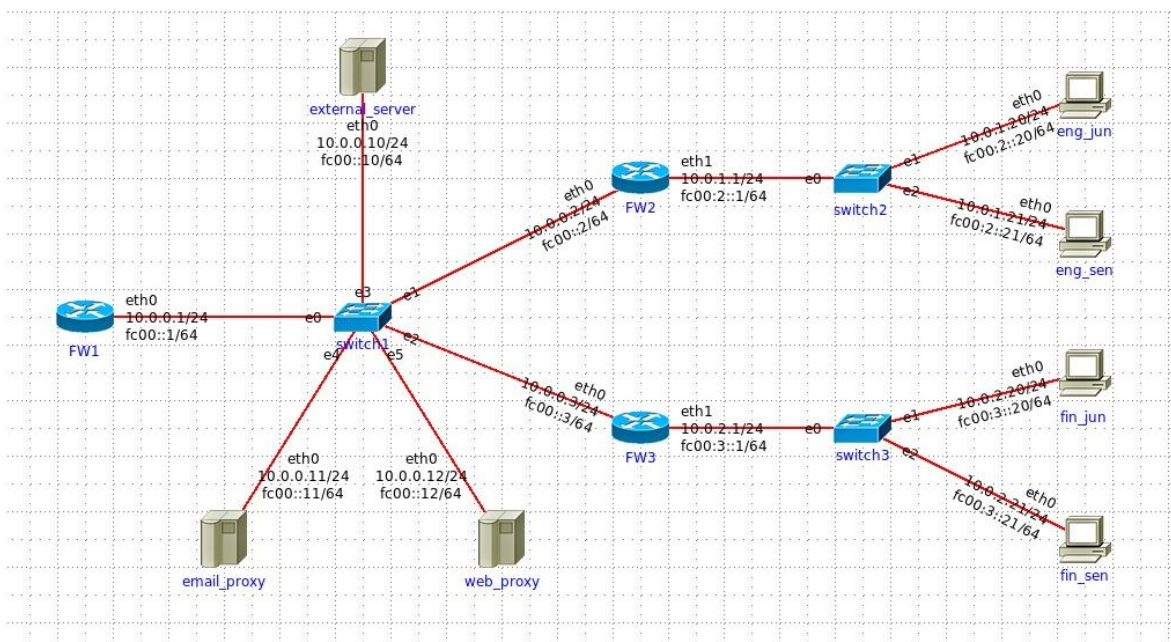 external_server
eth0
10.0.0.10/24
fc00::10/64
eth0
10.0.1.20/24
fc00:2::20/64
e1
eng_jun
eth0
10.0.0.2/24
fc00::2/64
FW2
eth1
10.0.1.1/24
fc00:2::1/64
e0
switch2
e2
eth0
10.0.1.21/24
fc00:2::21/64
eng_sen
eth0
10.0.0.1/24
fc00::1/64
FW1
e0
e3
e1
switch1
e2
e4
e5
eth0
10.0.0.3/24
fc00::3/64
FW3
eth1
10.0.2.1/24
fc00:3::1/64
e0
switch3
e1
eth0
10.0.2.20/24
fc00:3::20/64
fin_jun
e2
eth0
10.0.2.21/24
fc00:3::21/64
fin_sen
eth0
10.0.0.11/24
fc00::11/64
email_proxy
eth0
10.0.0.12/24
fc00::12/64
web_proxy